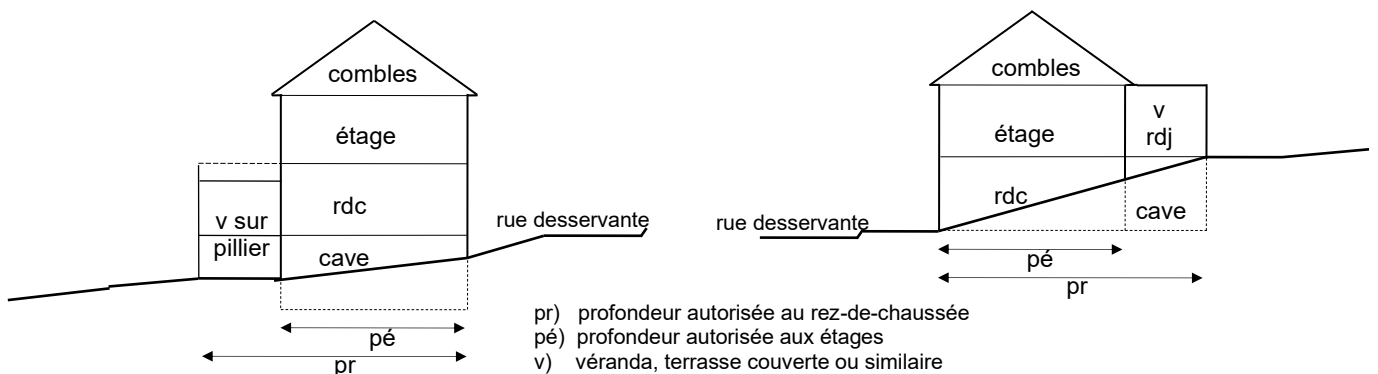 combles
étage
rdc
v sur
pillier
cave
rue desservante
pé
pr
combles
étage
v
rdj
rdc
cave
rue desservante
pé
pr
pr) profondeur autorisée au rez-de-chaussée
pé) profondeur autorisée aux étages
v) véranda, terrasse couverte ou similaire